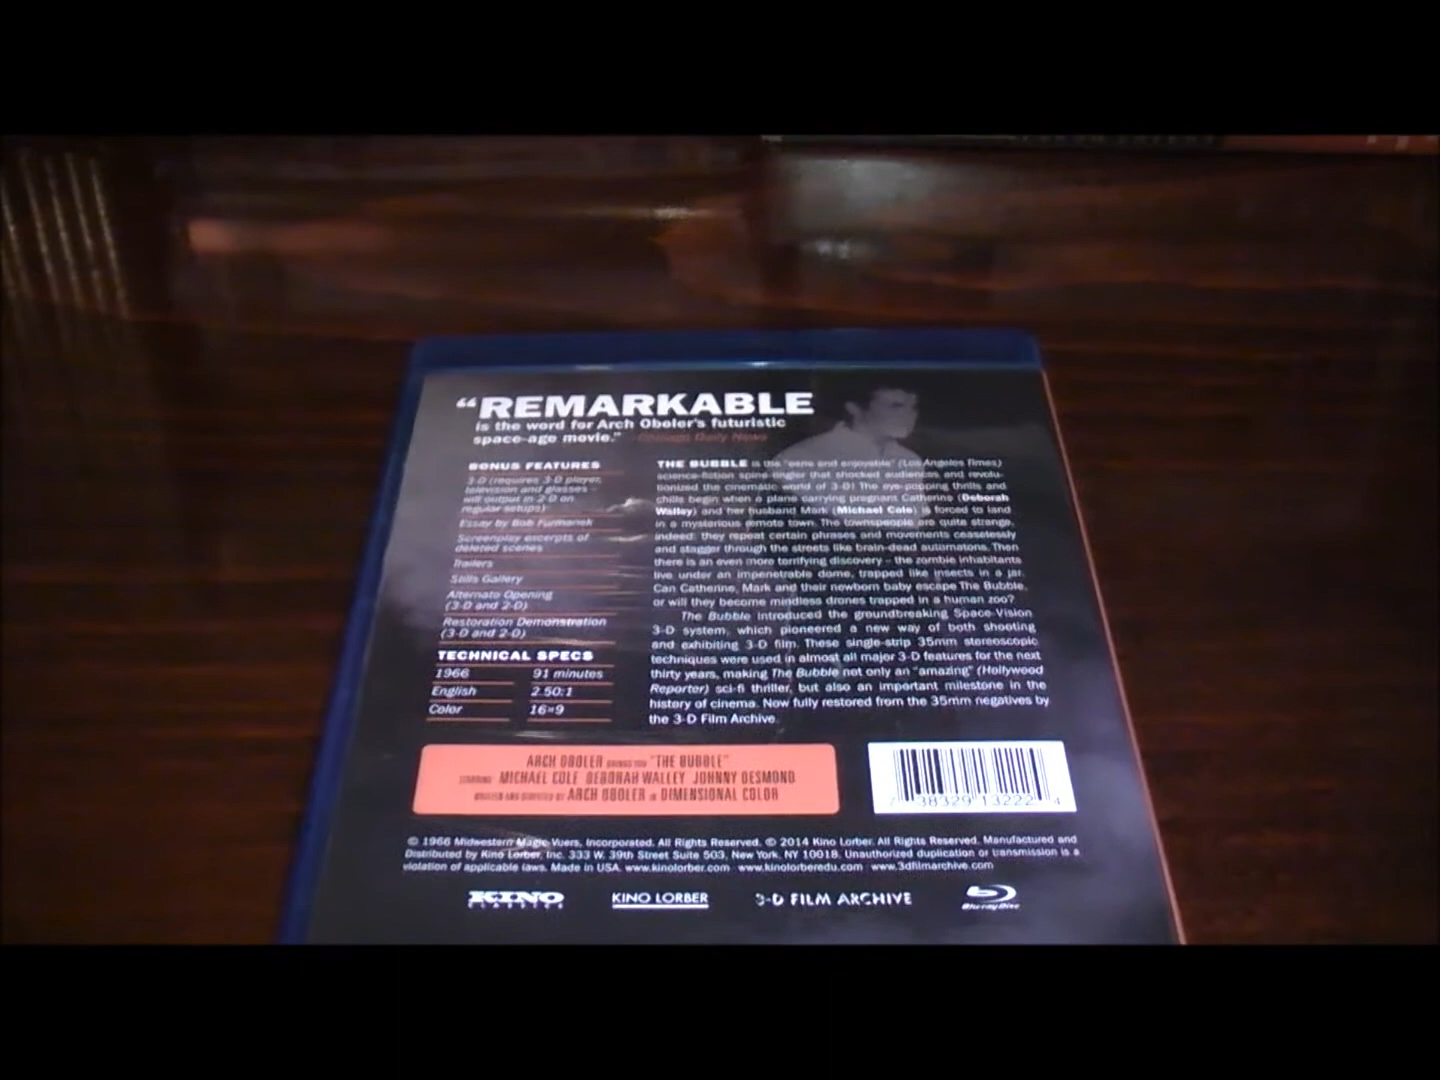 “REMARKABLE
is the word for Arch Oboler's futuristic
space-age movie.” Chicago Daily News
BONUS FEATURES
3-D (requires 3-D player,
television and glasses –
will output in 2-D on
regular setups)
Essay by Bob Furmanek
Screenplay excerpts of
deleted scenes
Trailers
Stills Gallery
Alternate Opening
(3-D and 2-D)
Restoration Demonstration
(3-D and 2-D)
TECHNICAL SPECS
1966 91 minutes
English 2.50:1
Color 16×9
THE BUBBLE is the “eerie and enjoyable” (Los Angeles Times)
science-fiction spine-tingler that shocked audiences and revolu-
tionized the cinematic world of 3-D! The eye-popping thrills and
chills begin when a plane carrying pregnant Catherine (Deborah
Walley) and her husband Mark (Michael Cole) is forced to land
in a mysterious remote town. The townspeople are quite strange,
indeed: they repeat certain phrases and movements ceaselessly
and stagger through the streets like brain-dead automatons. Then
there is an even more terrifying discovery – the zombie inhabitants
live under an impenetrable dome, trapped like insects in a jar.
Can Catherine, Mark and their newborn baby escape The Bubble,
or will they become mindless drones trapped in a human zoo?
The Bubble introduced the groundbreaking Space-Vision
3-D system, which pioneered a new way of both shooting
and exhibiting 3-D film. These single-strip 35mm stereoscopic
techniques were used in almost all major 3-D features for the next
thirty years, making The Bubble not only an “amazing” (Hollywood
Reporter) sci-fi thriller, but also an important milestone in the
history of cinema. Now fully restored from the 35mm negatives by
the 3-D Film Archive.
ARCH OBOLER BRINGS YOU “THE BUBBLE”
STARRING MICHAEL COLE DEBORAH WALLEY JOHNNY DESMOND
WRITTEN AND DIRECTED BY ARCH OBOLER IN DIMENSIONAL COLOR
7 38329 13222 4
© 1966 Midwestern Magic-Vuers, Incorporated. All Rights Reserved. © 2014 Kino Lorber. All Rights Reserved. Manufactured and
Distributed by Kino Lorber, Inc. 333 W. 39th Street Suite 503, New York, NY 10018. Unauthorized duplication or transmission is a
violation of applicable laws. Made in USA. www.kinolorber.com www.kinolorberedu.com www.3dfilmarchive.com
KINO
CLASSICS
KINO LORBER
3-D FILM ARCHIVE
Blu-ray Disc